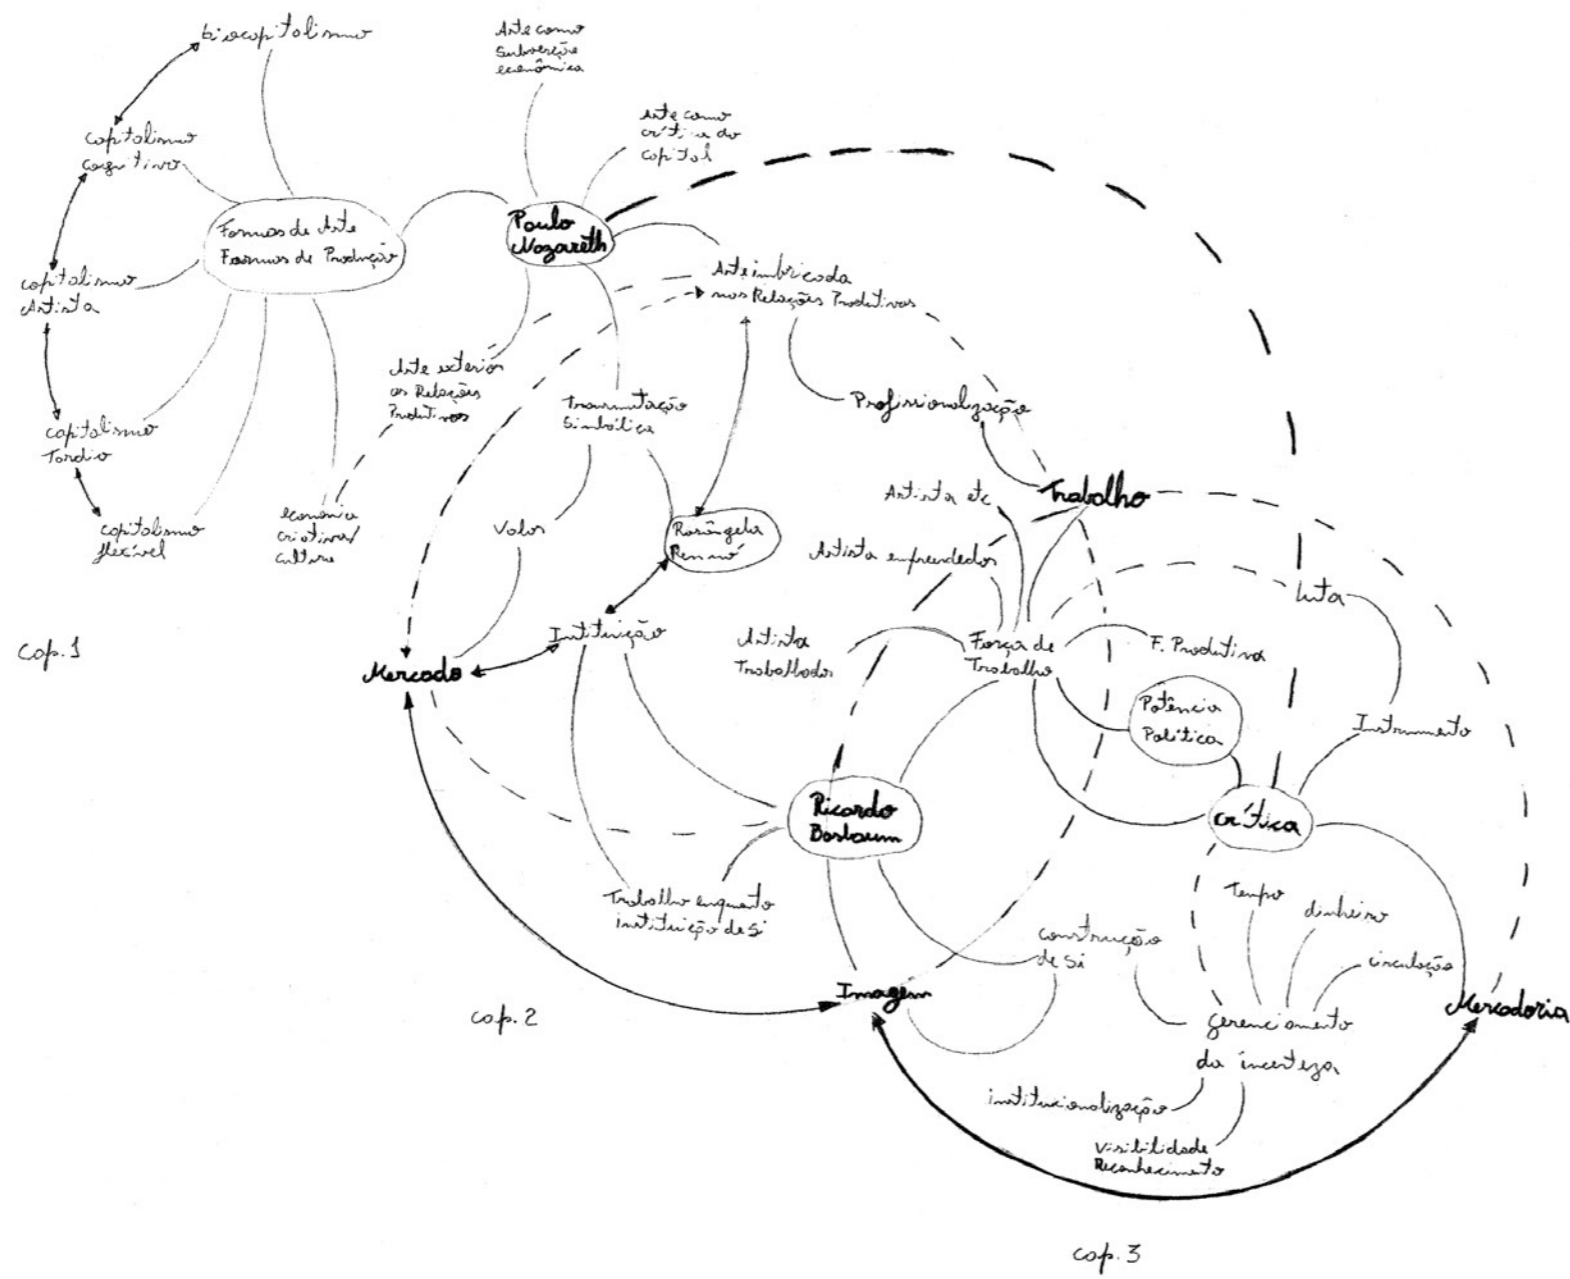 biocapitalismo
Arte como
subversão
econômica
capitalismo
cognitivo
Arte como
crítica do
capital
Formas de Arte
Formas de Produção
Paulo
Nazareth
capitalismo
Artista
Arte imbricada
nas Relações Produtivas
Arte exterior
as Relações
Produtivas
Transmutação
Simbólica
Profissionalização
capitalismo
Tardio
capitalismo
flexível
economia
criativa/
cultura
Valor
Rosângela
Rennó
Artista etc
Trabalho
Artista empreendedor
Luta
Intituição
Artista
Trabalhador
Força de
Trabalho
F. Produtiva
cap. 1
Mercado
Potência
Política
Instrumento
Ricardo
Basbaum
crítica
Trabalho enquanto
instituição de Si
Tempo
dinheiro
construção
de Si
circulação
Imagem
Mercadoria
cap. 2
gerenciamento
da incerteza
institucionalização
Visibilidade
Reconhecimento
cap. 3